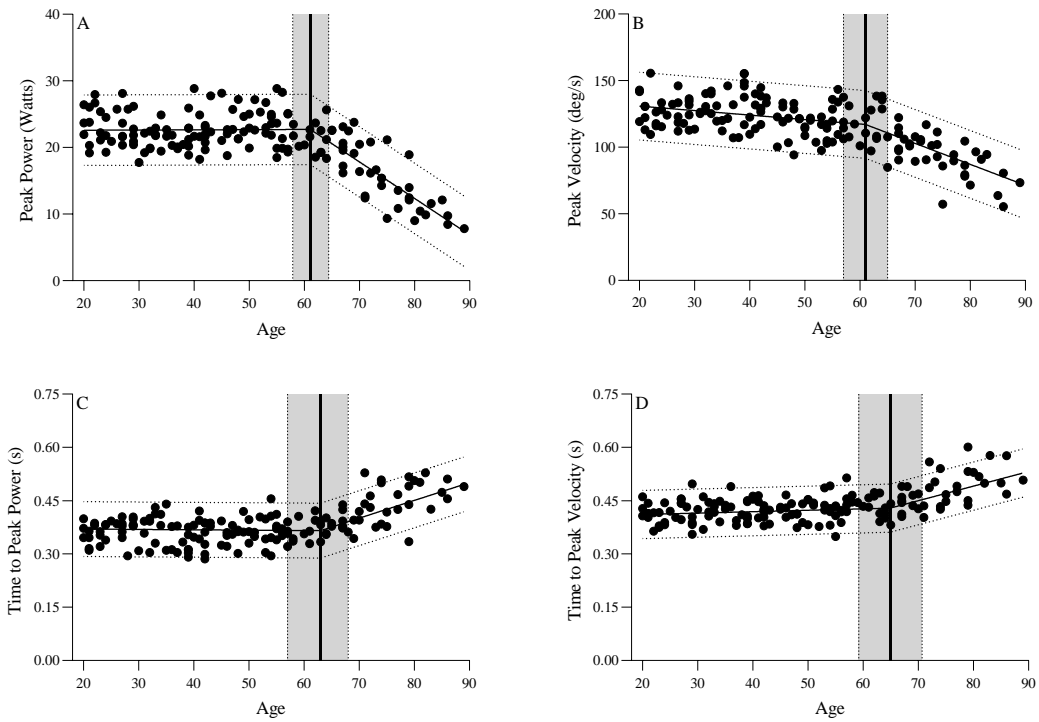 A
Peak Power (Watts)
40
30
20
10
0
20 30 40 50 60 70 80 90
Age
B
Peak Velocity (deg/s)
200
150
100
50
0
20 30 40 50 60 70 80 90
Age
C
Time to Peak Power (s)
0.75
0.60
0.45
0.30
0.15
0.00
20 30 40 50 60 70 80 90
Age
D
Time to Peak Velocity (s)
0.75
0.60
0.45
0.30
0.15
0.00
20 30 40 50 60 70 80 90
Age